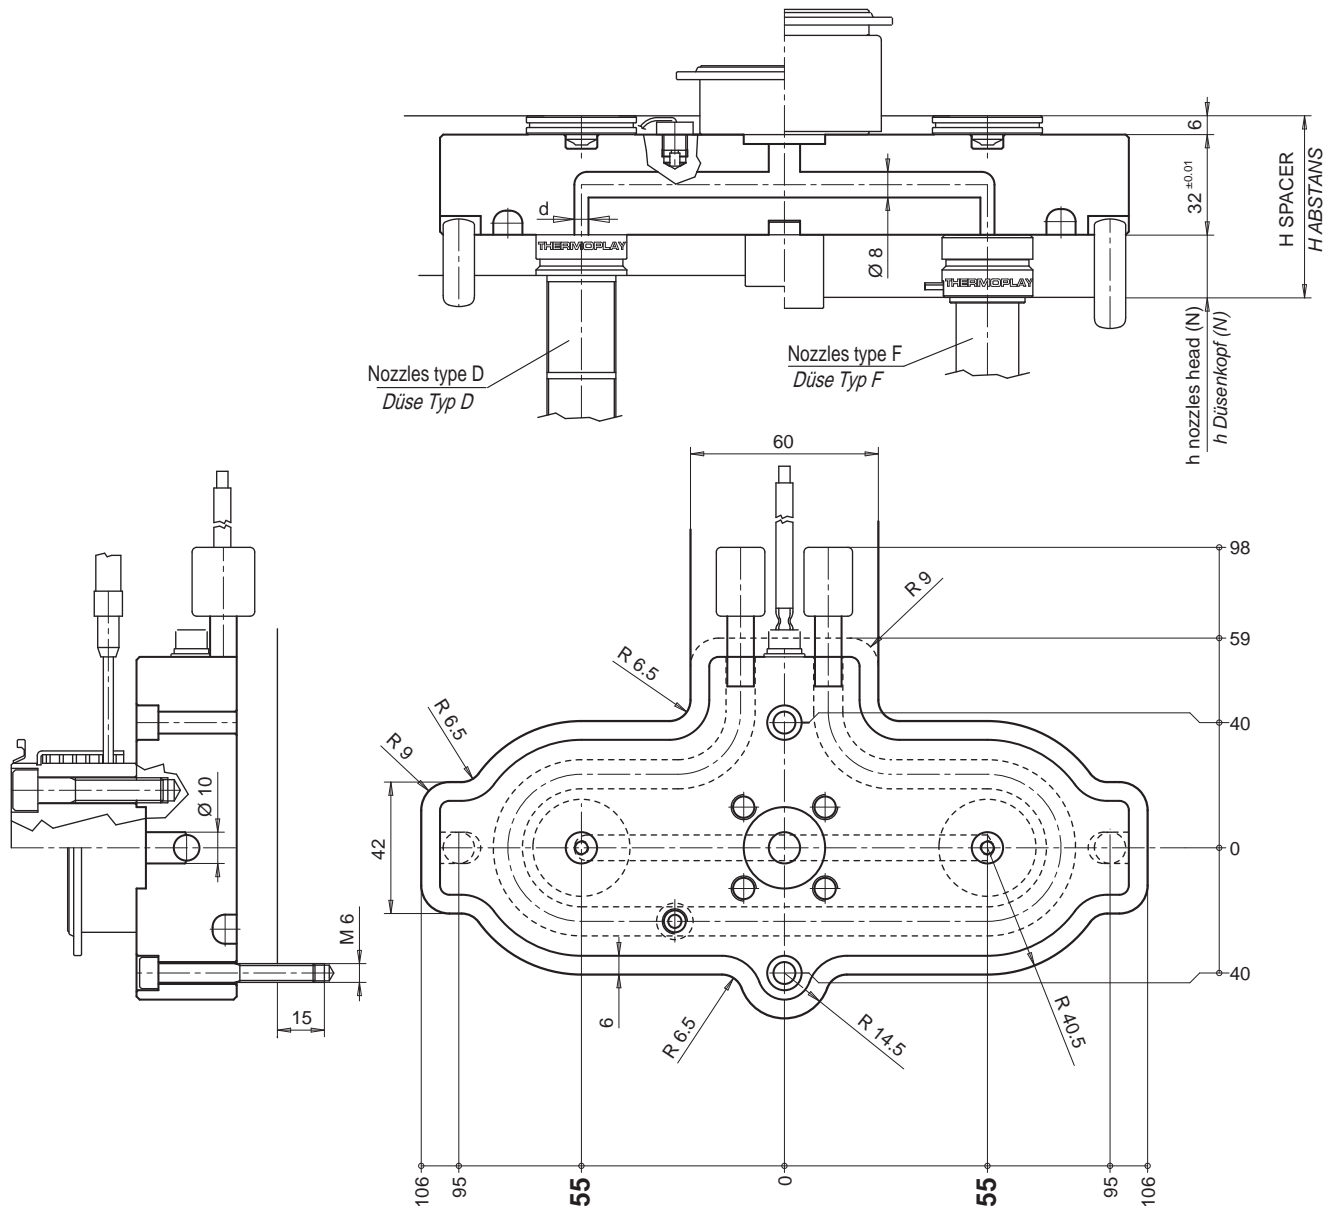 6
32 ±0.01
H SPACER
H ABSTANS
d
THERMOPLAY
Ø 8
THERMOPLAY
Nozzles type D
Düse Typ D
Nozzles type F
Düse Typ F
h nozzles head (N)
h Düsenkopf (N)
60
98
R 9
59
R 6.5
R 6.5
40
R 9
Ø 10
42
0
M 6
40
15
6
R 6.5
R 14.5
R 40.5
106
95
55
0
55
95
106